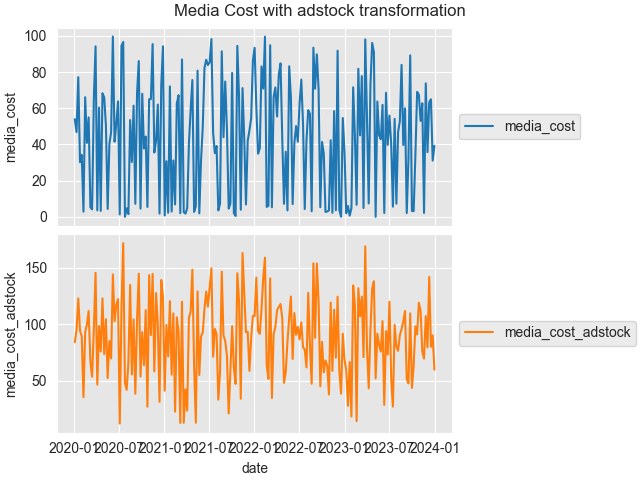 Media Cost with adstock transformation
100
80
60
40
20
0
media_cost
media_cost
150
100
50
media_cost_adstock
media_cost_adstock
2020-01 2020-07 2021-01 2021-07 2022-01 2022-07 2023-01 2023-07 2024-01
date